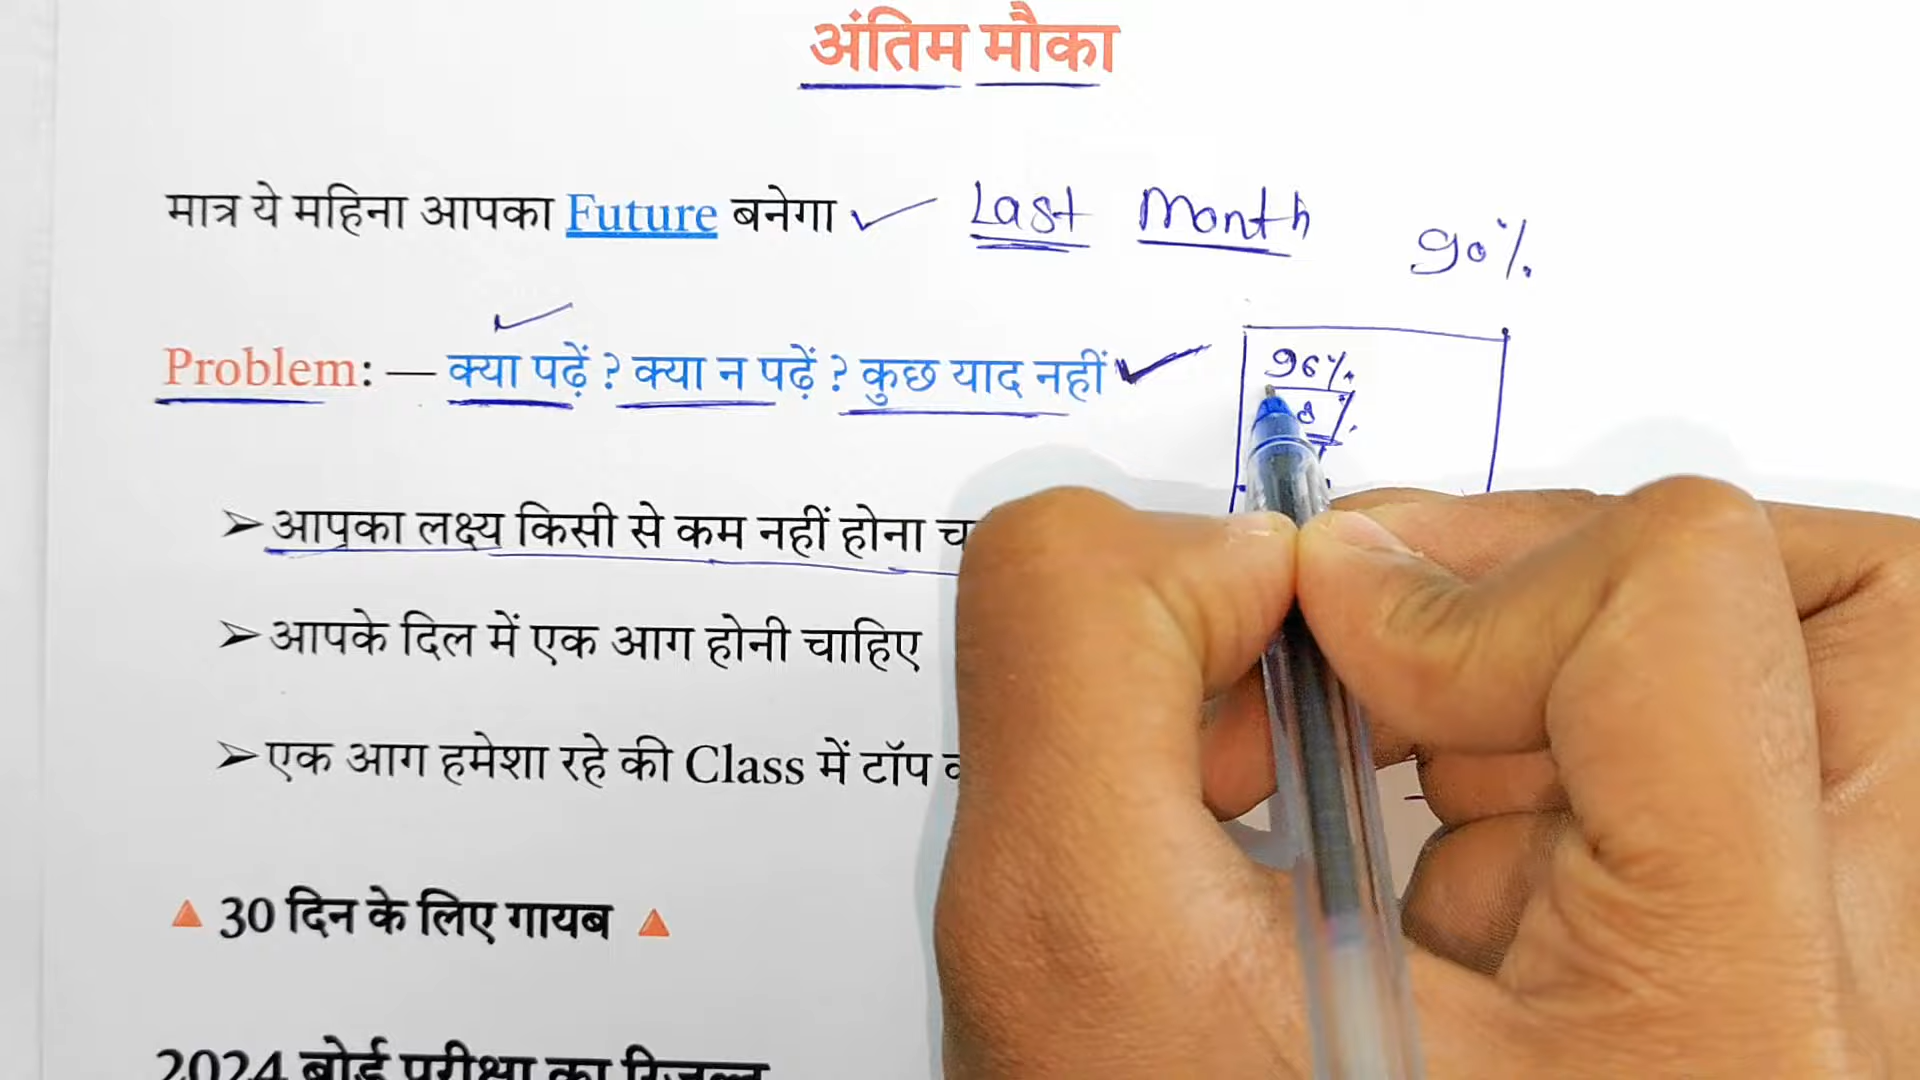 अंतिम मौका
मात्र ये महिना आपका Future बनेगा Last Month
90%
Problem: — क्या पढ़ें ? क्या न पढ़ें ? कुछ याद नहीं
96%
➢ आपका लक्ष्य किसी से कम नहीं होना
➢ आपके दिल में एक आग होनी चाहिए
➢ एक आग हमेशा रहे की Class में टॉप
🔺 30 दिन के लिए गायब 🔺
2024 बोर्ड परीक्षा का रिजल्ट